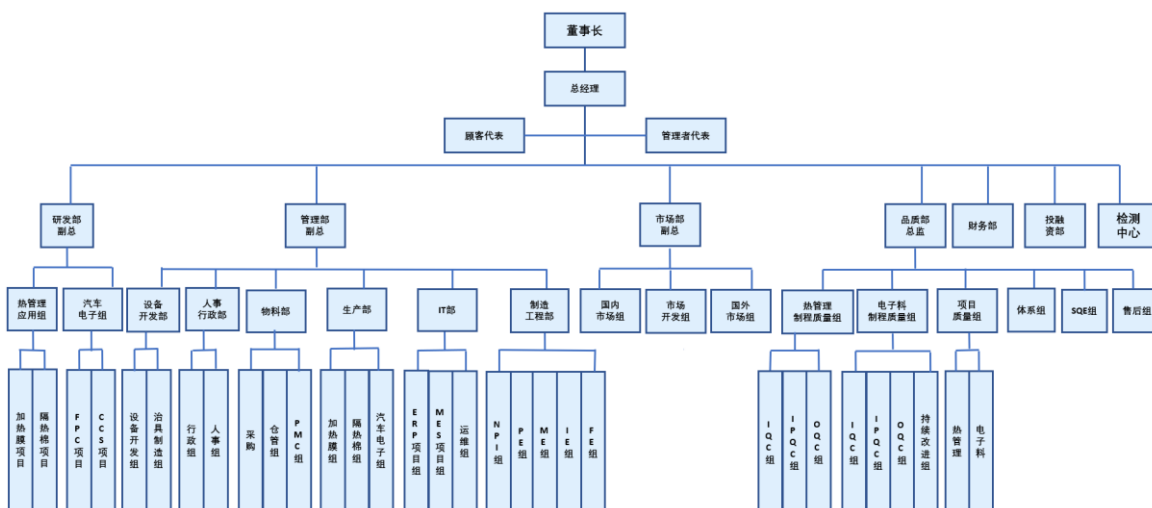 董事长
总经理
顾客代表
管理者代表
研发部
副总
管理部
副总
市场部
副总
品质部
总监
财务部
投融
资部
检测
中心
热管理
应用组
汽车
电子组
设备
开发部
人事
行政部
物料部
生产部
IT部
制造
工程部
国内
市场组
市场
开发组
国外
市场组
热管理
制程质量组
电子料
制程质量组
项目
质量组
体系组
SQE组
售后组
加热膜项目
隔热棉项目
FPC项目
CCS项目
设备开发组
治具制造组
行政组
人事组
采购
仓管组
PMC组
加热膜组
隔热棉组
汽车电子组
ERP项目组
MES项目组
运维组
NPI组
PE组
ME组
IE组
FE组
IQC组
IPQC组
OQC组
IQC组
IPQC组
OQC组
持续改进组
热管理
电子料